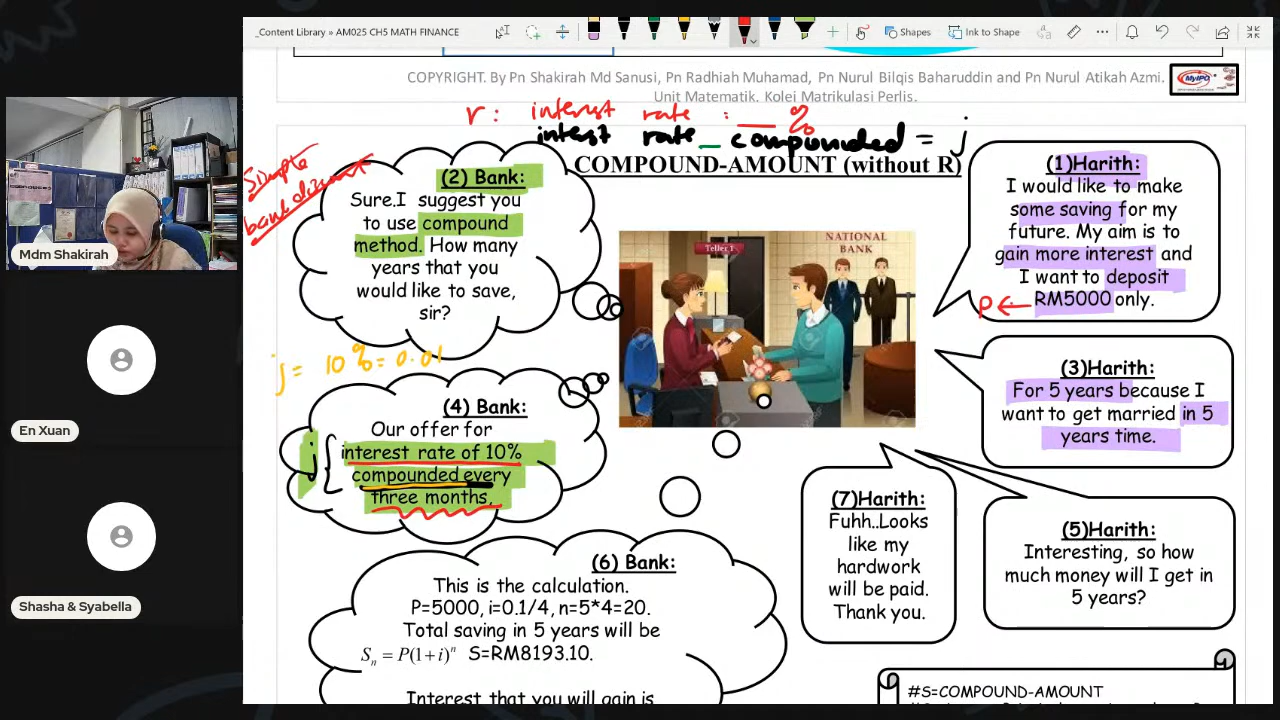 _Content Library » AM025 CH5 MATH FINANCE
Shapes
Ink to Shape
COPYRIGHT. By Pn Shakirah Md Sanusi, Pn Radhiah Muhamad, Pn Nurul Bilqis Baharuddin and Pn Nurul Atikah Azmi.
Unit Matematik. Kolej Matrikulasi Perlis.
MyIPO
r : interest rate : __ %
intest rate _ compounded = j
COMPOUND-AMOUNT (without R)
Simple
bank discount
(2) Bank:
Sure.I suggest you
to use compound
method. How many
years that you
would like to save,
sir?
Teller 1
NATIONAL
BANK
(1)Harith:
I would like to make
some saving for my
future. My aim is to
gain more interest and
I want to deposit
RM5000 only.
P ←
j = 10 % = 0.01
(3)Harith:
For 5 years because I
want to get married in 5
years time.
(4) Bank:
Our offer for
interest rate of 10%
compounded every
three months.
j {
(7)Harith:
Fuhh..Looks
like my
hardwork
will be paid.
Thank you.
(5)Harith:
Interesting, so how
much money will I get in
5 years?
(6) Bank:
This is the calculation.
P=5000, i=0.1/4, n=5*4=20.
Total saving in 5 years will be
Sₙ = P(1+i)ⁿ S=RM8193.10.
Interest that you will gain is
#S=COMPOUND-AMOUNT
Mdm Shakirah
En Xuan
Shasha & Syabella